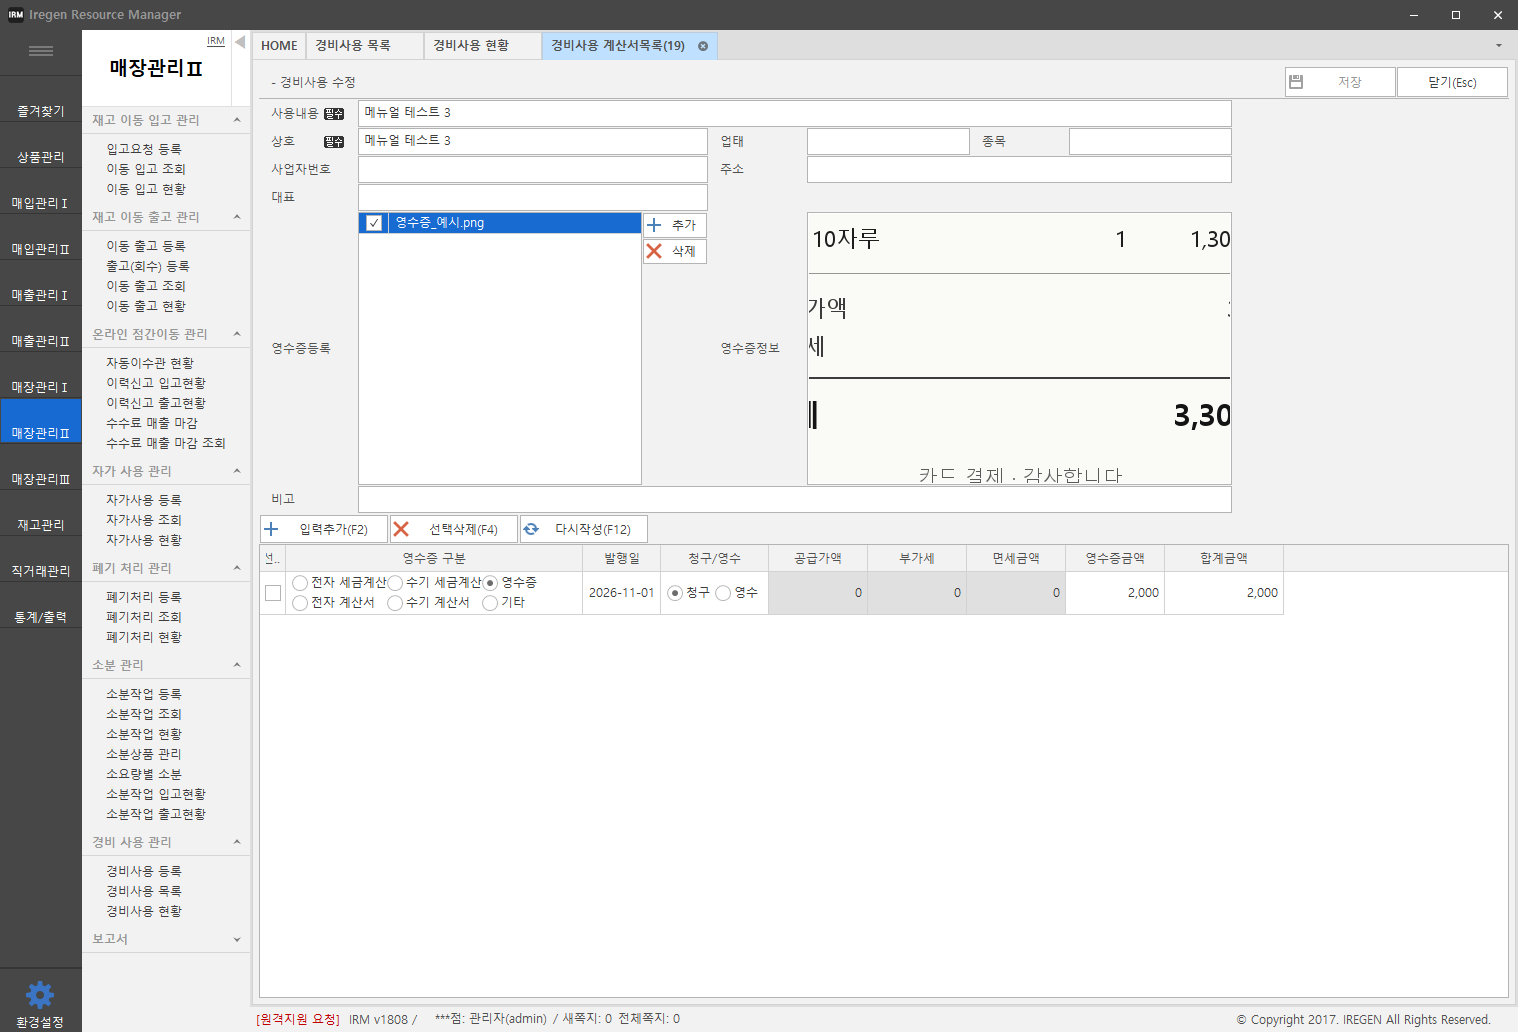 IRM Iregen Resource Manager
즐겨찾기
상품관리
매입관리Ⅰ
매입관리Ⅱ
매출관리Ⅰ
매출관리Ⅱ
매장관리Ⅰ
매장관리Ⅱ
매장관리Ⅲ
재고관리
직거래관리
통계/출력
환경설정
IRM
매장관리Ⅱ
재고 이동 입고 관리
입고요청 등록
이동 입고 조회
이동 입고 현황
재고 이동 출고 관리
이동 출고 등록
출고(회수) 등록
이동 출고 조회
이동 출고 현황
온라인 점간이동 관리
자동이수관 현황
이력신고 입고현황
이력신고 출고현황
수수료 매출 마감
수수료 매출 마감 조회
자가 사용 관리
자가사용 등록
자가사용 조회
자가사용 현황
폐기 처리 관리
폐기처리 등록
폐기처리 조회
폐기처리 현황
소분 관리
소분작업 등록
소분작업 조회
소분작업 현황
소분상품 관리
소요량별 소분
소분작업 입고현황
소분작업 출고현황
경비 사용 관리
경비사용 등록
경비사용 목록
경비사용 현황
보고서
HOME 경비사용 목록 경비사용 현황 경비사용 계산서목록(19)
- 경비사용 수정 저장 닫기(Esc)
사용내용 필수 메뉴얼 테스트 3
상호 필수 메뉴얼 테스트 3 업태 종목
사업자번호 주소
대표
영수증등록 영수증_예시.png 추가
삭제
영수증정보
10자루 1 1,30
가액
세
3,30
카드 결제 · 감사합니다
비고
입력추가(F2) 선택삭제(F4) 다시작성(F12)
선.. 영수증 구분 발행일 청구/영수 공급가액 부가세 면세금액 영수증금액 합계금액
전자 세금계산 수기 세금계산 영수증
전자 계산서 수기 계산서 기타
2026-11-01 청구 영수 0 0 0 2,000 2,000
[원격지원 요청] IRM v1808 / ***점: 관리자(admin) / 새쪽지: 0 전체쪽지: 0 © Copyright 2017. IREGEN All Rights Reserved.